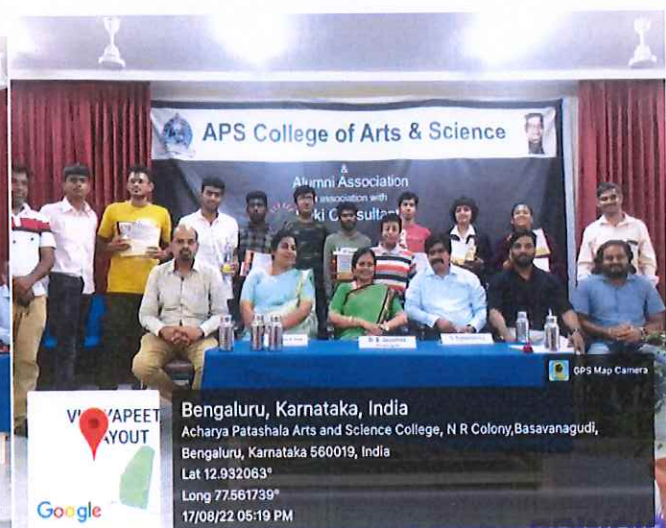 APS College of Arts & Science
&
Alumni Association
association with
ki Consultant
GPS Map Camera
Google
Bengaluru, Karnataka, India
Acharya Patashala Arts and Science College, N R Colony,Basavanagudi,
Bengaluru, Karnataka 560019, India
Lat 12.932063°
Long 77.561739°
17/08/22 05:19 PM